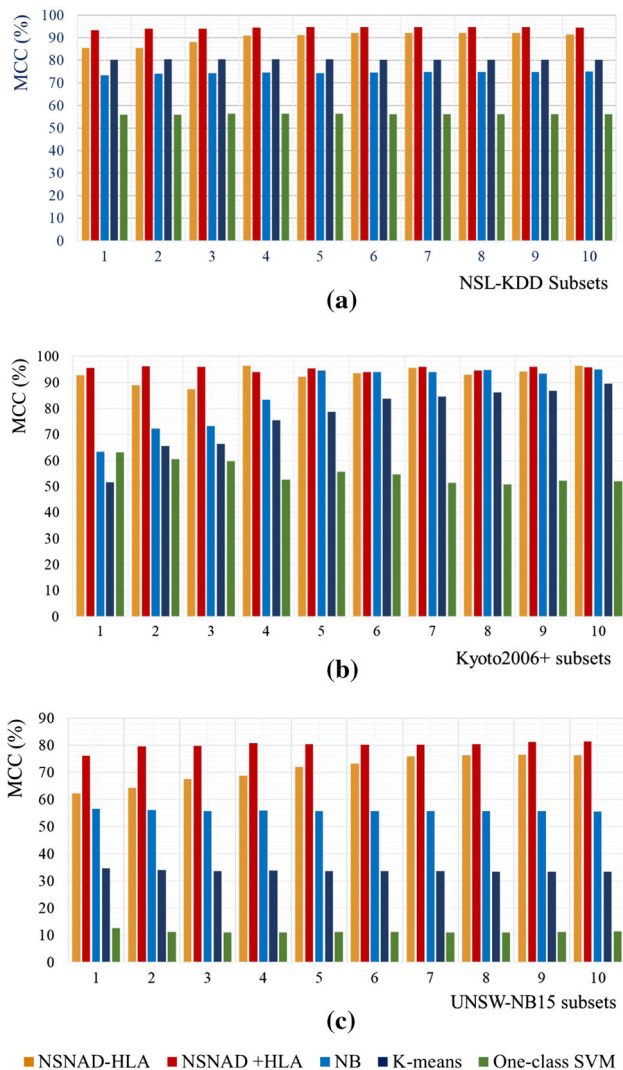 MCC (%)
100
90
80
70
60
50
40
30
20
10
0
1 2 3 4 5 6 7 8 9 10
NSL-KDD Subsets
(a)
MCC (%)
100
90
80
70
60
50
40
30
20
10
0
1 2 3 4 5 6 7 8 9 10
Kyoto2006+ subsets
(b)
MCC (%)
90
80
70
60
50
40
30
20
10
0
1 2 3 4 5 6 7 8 9 10
UNSW-NB15 subsets
(c)
NSNAD-HLA NSNAD +HLA NB K-means One-class SVM